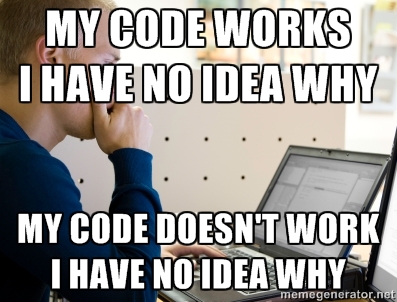 MY CODE WORKS
I HAVE NO IDEA WHY
MY CODE DOESN'T WORK
I HAVE NO IDEA WHY
memegenerator.net